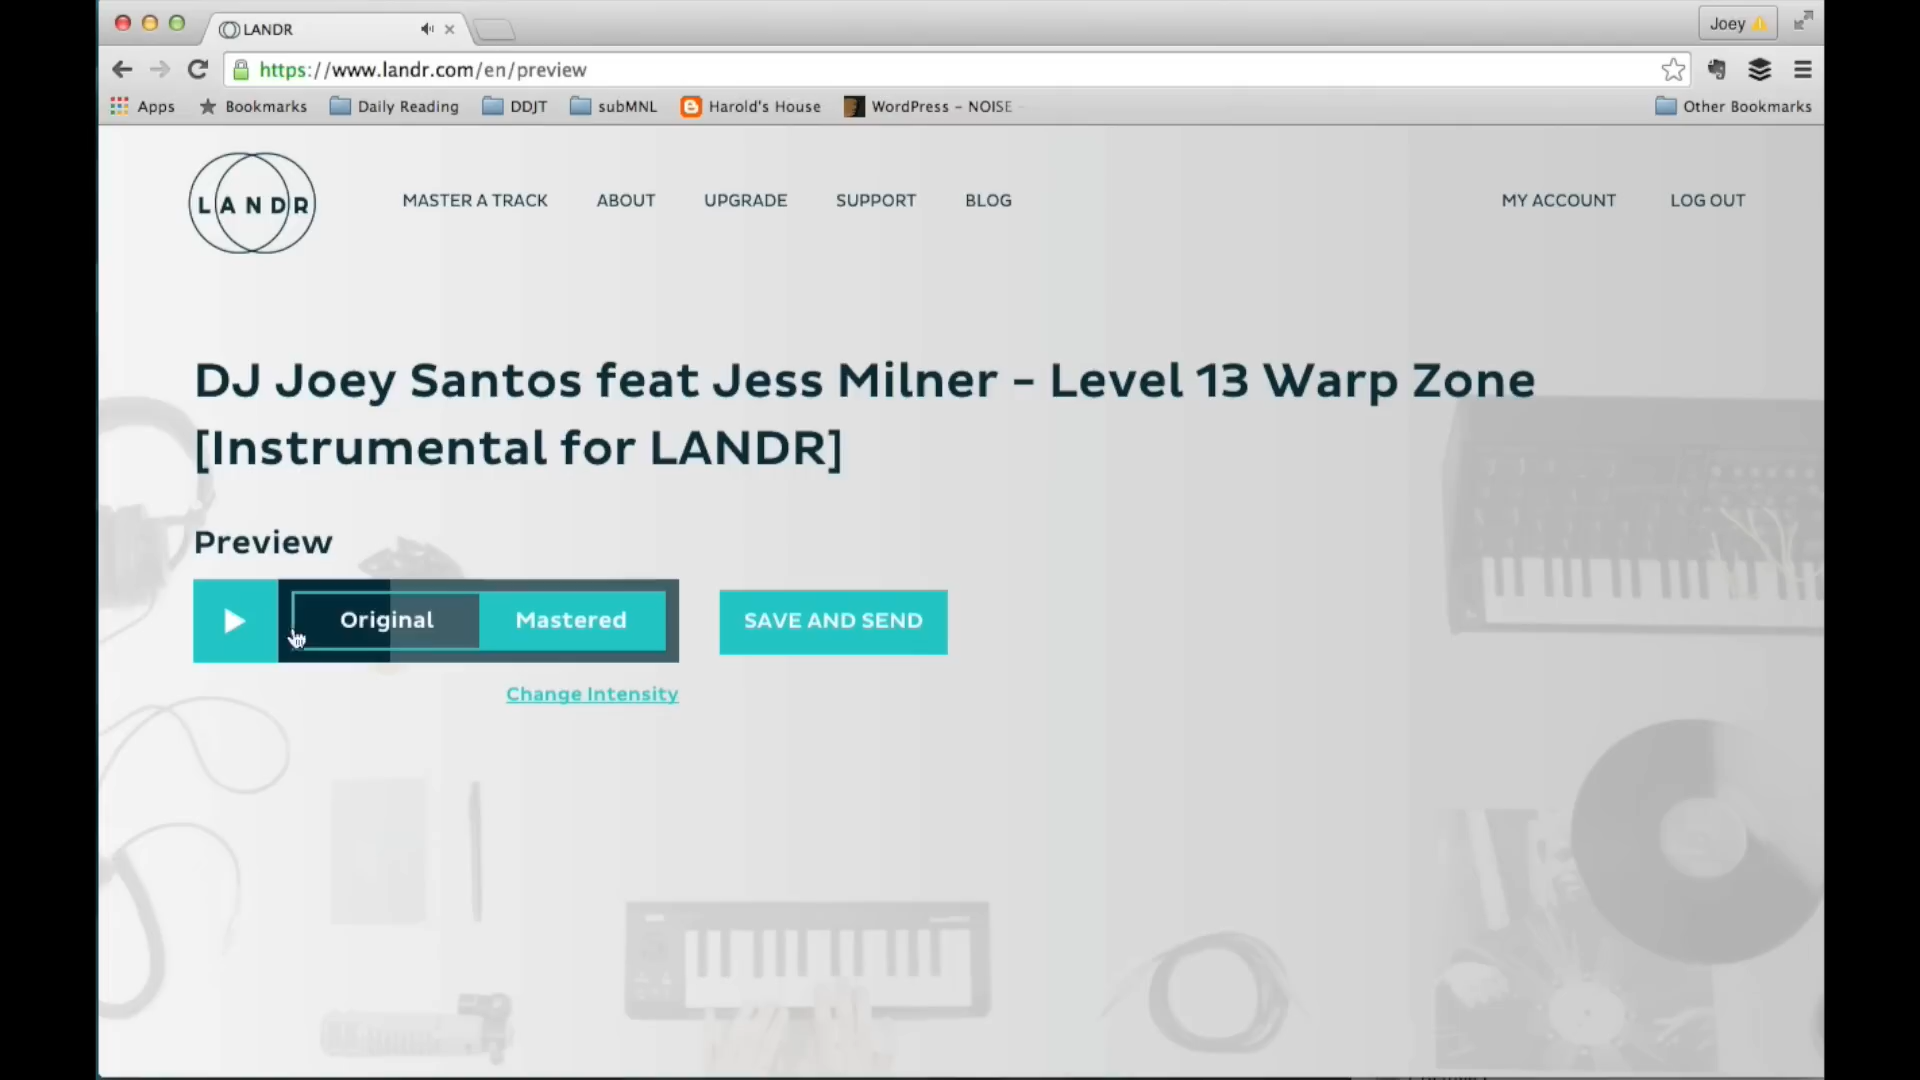 LANDR
Joey
https://www.landr.com/en/preview
Apps Bookmarks Daily Reading DDJT subMNL Harold's House WordPress – NOISE Other Bookmarks
LANDR
MASTER A TRACK ABOUT UPGRADE SUPPORT BLOG MY ACCOUNT LOG OUT
DJ Joey Santos feat Jess Milner – Level 13 Warp Zone
[Instrumental for LANDR]
Preview
Original Mastered SAVE AND SEND
Change Intensity